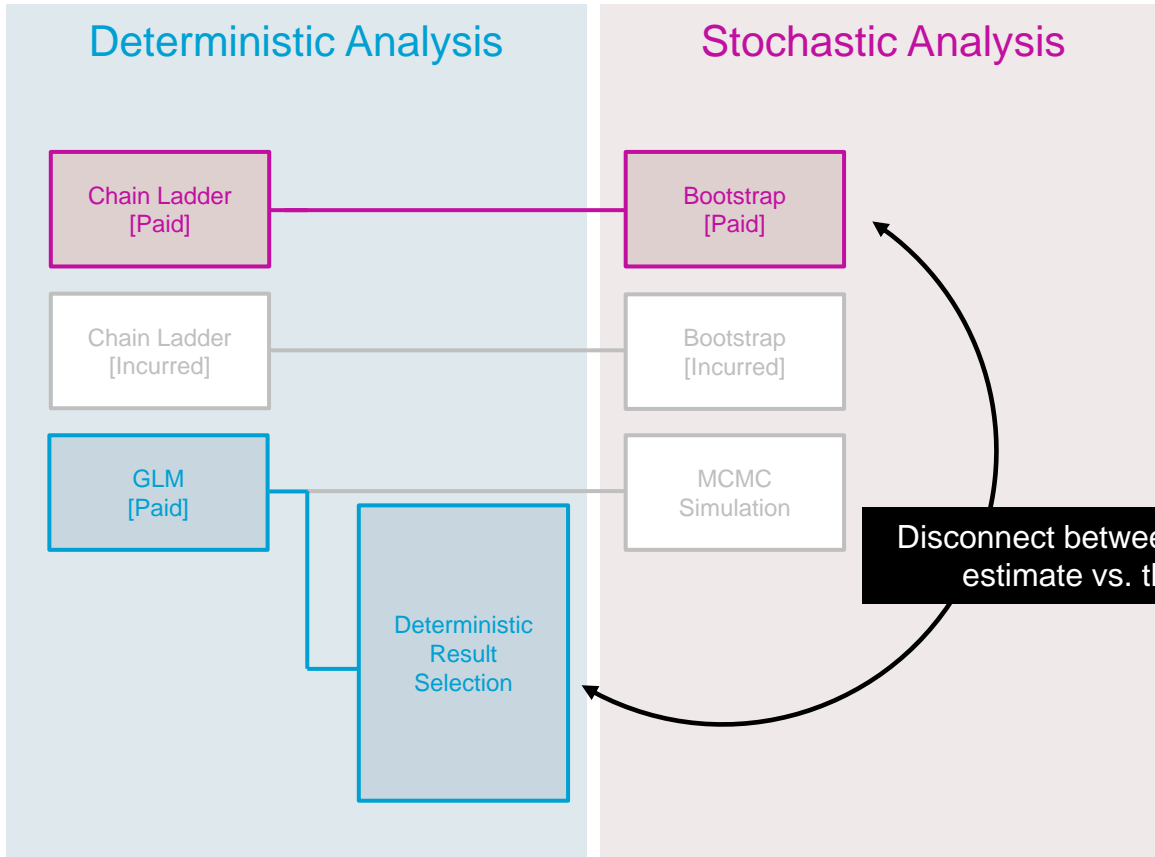 Deterministic Analysis
Stochastic Analysis
Chain Ladder
[Paid]
Bootstrap
[Paid]
Chain Ladder
[Incurred]
Bootstrap
[Incurred]
GLM
[Paid]
MCMC
Simulation
Disconnect
estimate vs.
Deterministic
Result
Selection